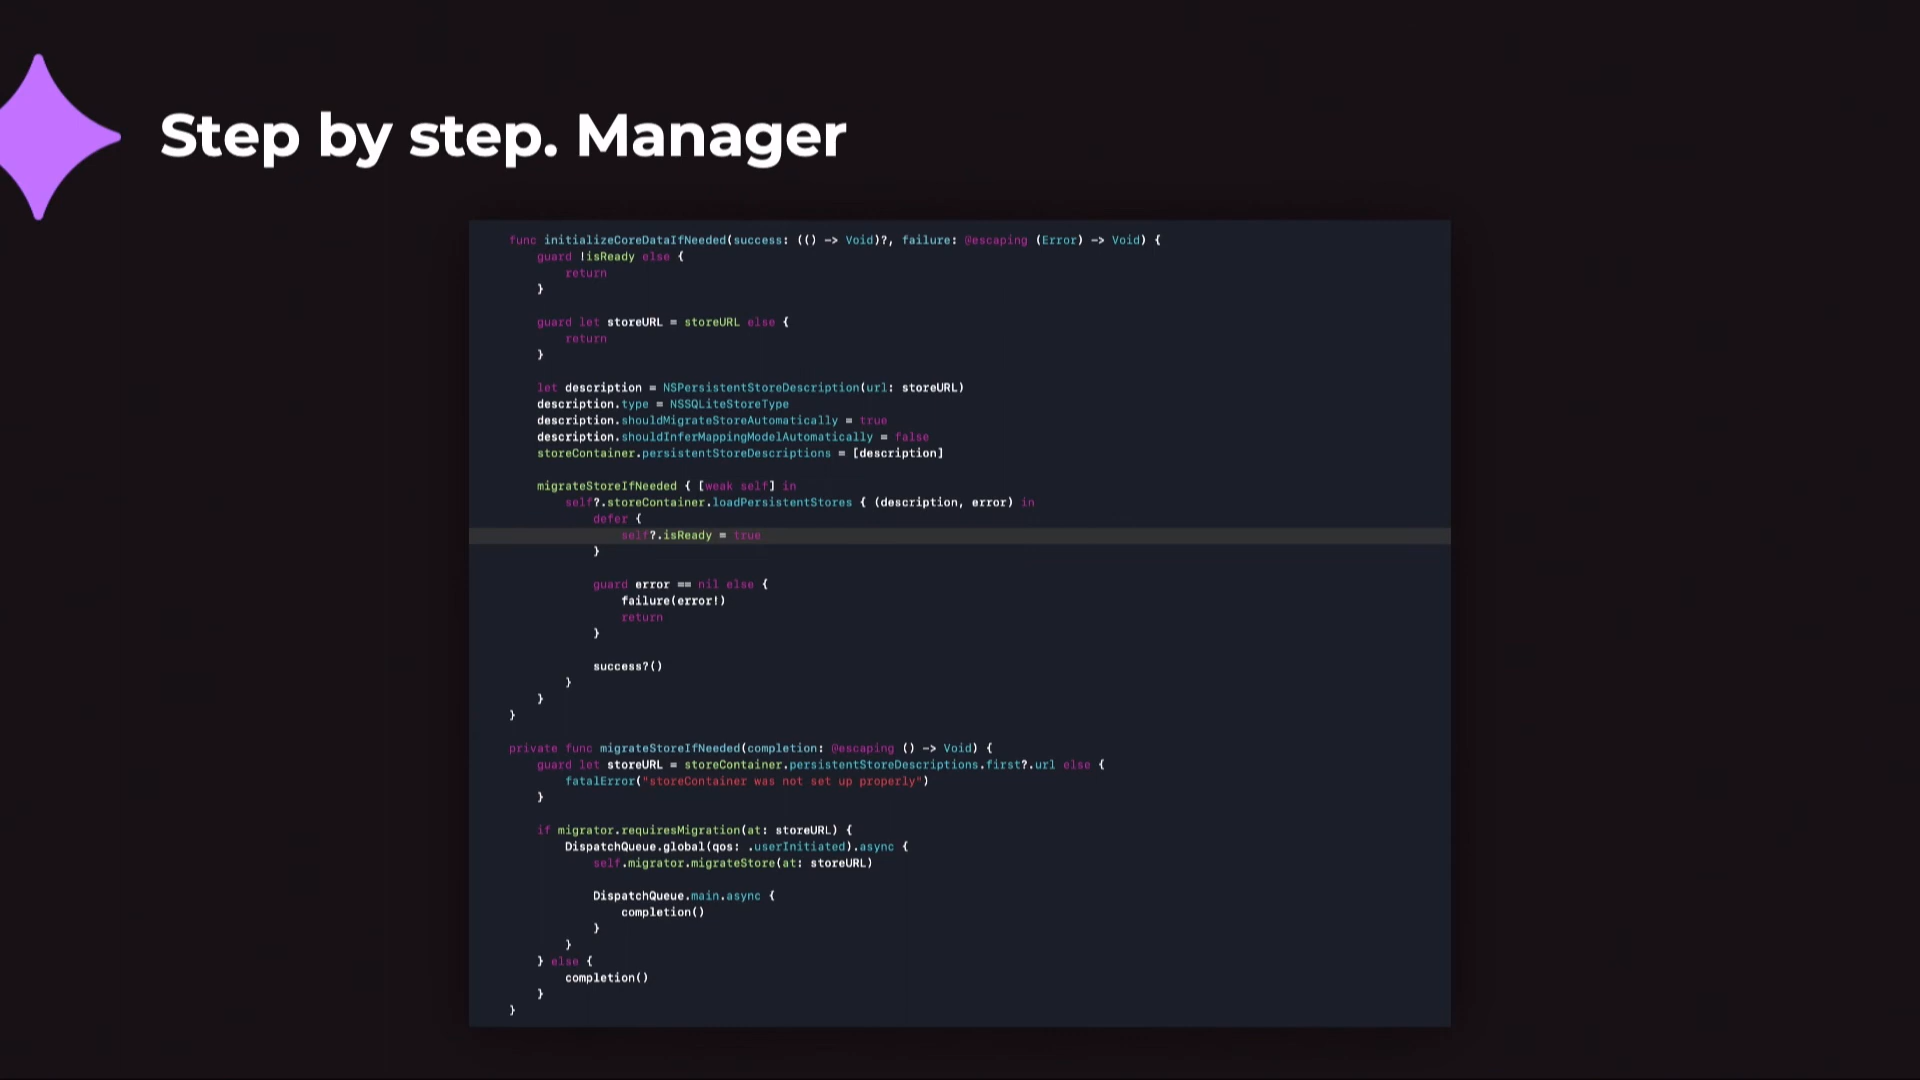 Step by step. Manager
func initializeCoreDataIfNeeded(success: (() -> Void)?, failure: @escaping (Error) -> Void) {
guard !isReady else {
return
}
guard let storeURL = storeURL else {
return
}
let description = NSPersistentStoreDescription(url: storeURL)
description.type = NSSQLiteStoreType
description.shouldMigrateStoreAutomatically = true
description.shouldInferMappingModelAutomatically = false
storeContainer.persistentStoreDescriptions = [description]
migrateStoreIfNeeded { [weak self] in
self?.storeContainer.loadPersistentStores { (description, error) in
defer {
self?.isReady = true
}
guard error == nil else {
failure(error!)
return
}
success?()
}
}
}
private func migrateStoreIfNeeded(completion: @escaping () -> Void) {
guard let storeURL = storeContainer.persistentStoreDescriptions.first?.url else {
fatalError("storeContainer was not set up properly")
}
if migrator.requiresMigration(at: storeURL) {
DispatchQueue.global(qos: .userInitiated).async {
self.migrator.migrateStore(at: storeURL)
DispatchQueue.main.async {
completion()
}
}
} else {
completion()
}
}